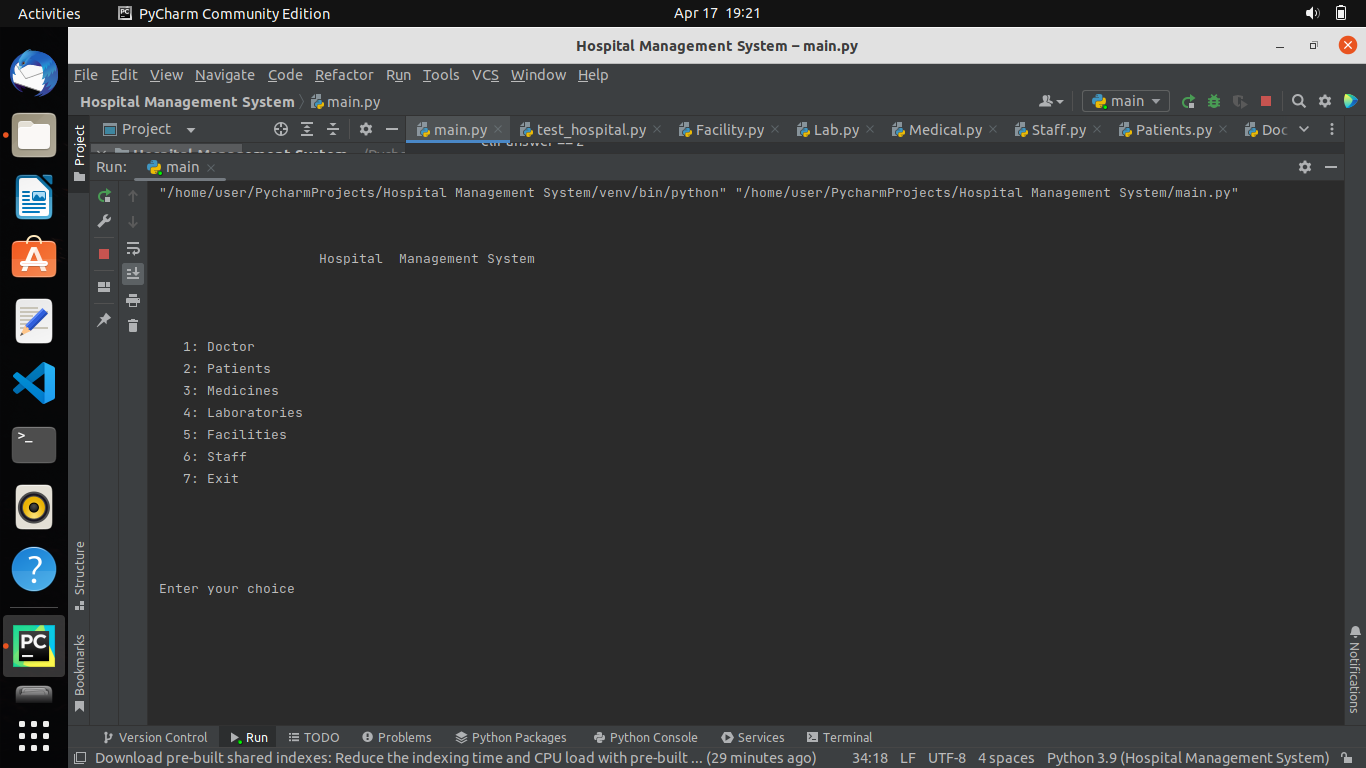 Activities PyCharm Community Edition Apr 17 19:21
Hospital Management System – main.py
File Edit View Navigate Code Refactor Run Tools VCS Window Help
Hospital Management System main.py main
Project main.py test_hospital.py Facility.py Lab.py Medical.py Staff.py Patients.py Doc
Project
Run: main
"/home/user/PycharmProjects/Hospital Management System/venv/bin/python" "/home/user/PycharmProjects/Hospital Management System/main.py"
Hospital  Management System
1: Doctor
2: Patients
3: Medicines
4: Laboratories
5: Facilities
6: Staff
7: Exit
Enter your choice
Structure
Bookmarks
Notifications
>_
?
PC
Version Control Run TODO Problems Python Packages Python Console Services Terminal
Download pre-built shared indexes: Reduce the indexing time and CPU load with pre-built ... (29 minutes ago) 34:18 LF UTF-8 4 spaces Python 3.9 (Hospital Management System)